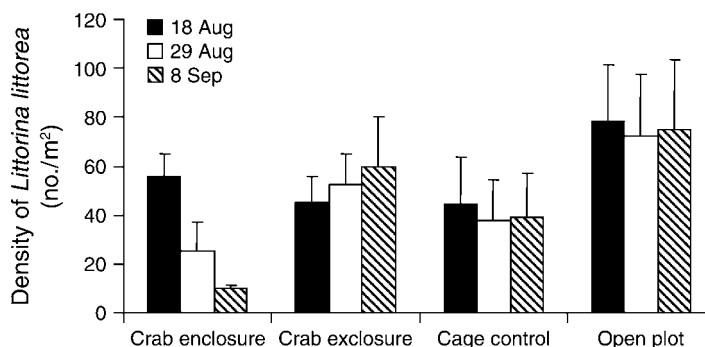 18 Aug
29 Aug
8 Sep
Density of Littorina littorea
(no./m²)
120
100
80
60
40
20
0
Crab enclosure
Crab exclosure
Cage control
Open plot